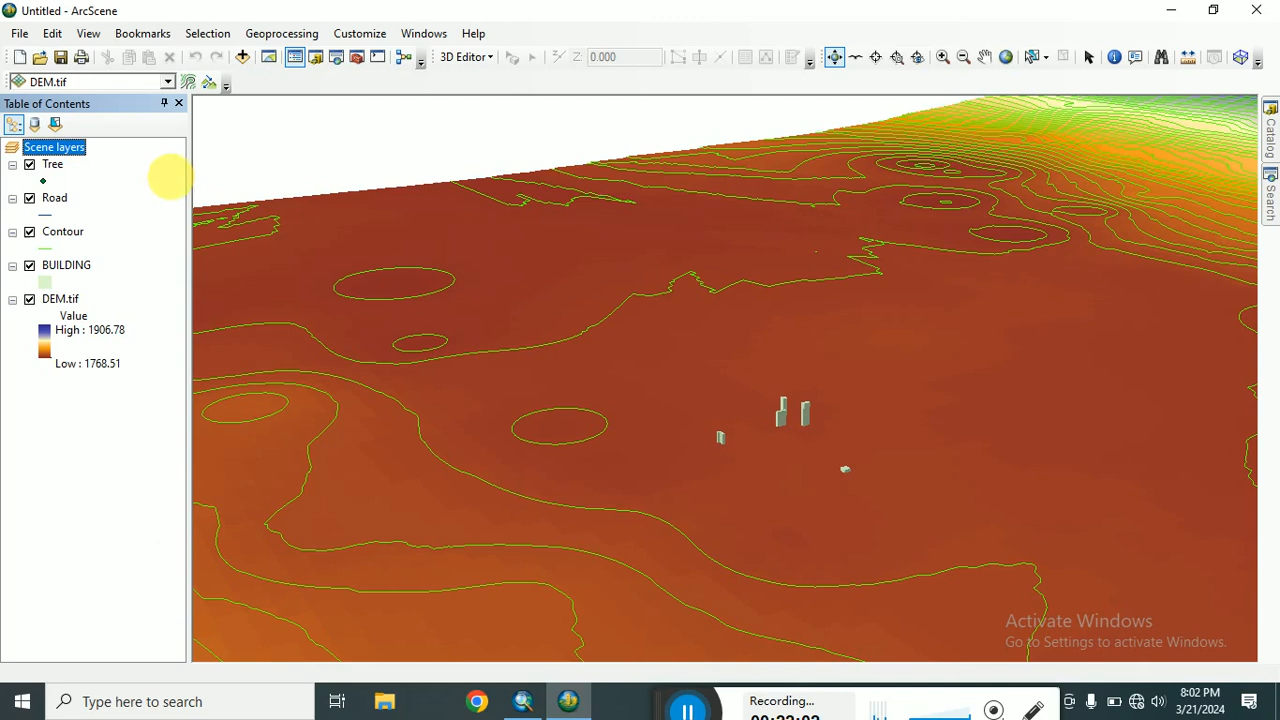 Untitled - ArcScene
File Edit View Bookmarks Selection Geoprocessing Customize Windows Help
3D Editor Z: 0.000
DEM.tif
Table of Contents
Scene layers
Tree
Road
Contour
BUILDING
DEM.tif
Value
High : 1906.78
Low : 1768.51
Catalog
Search
Activate Windows
Go to Settings to activate Windows.
Type here to search
Recording...
8:02 PM
3/21/2024